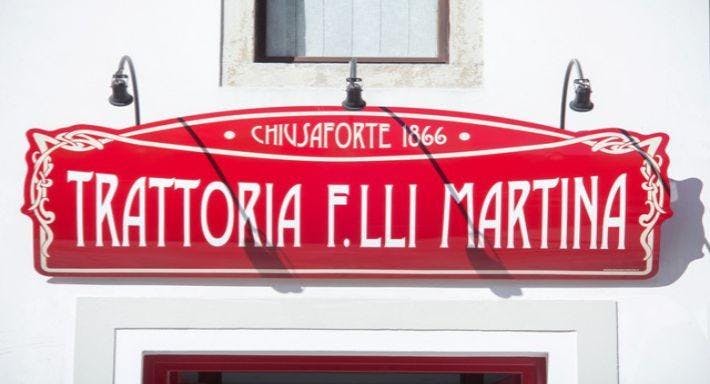 • CHIUSAFORTE 1866 •
TRATTORIA F.LLI MARTINA